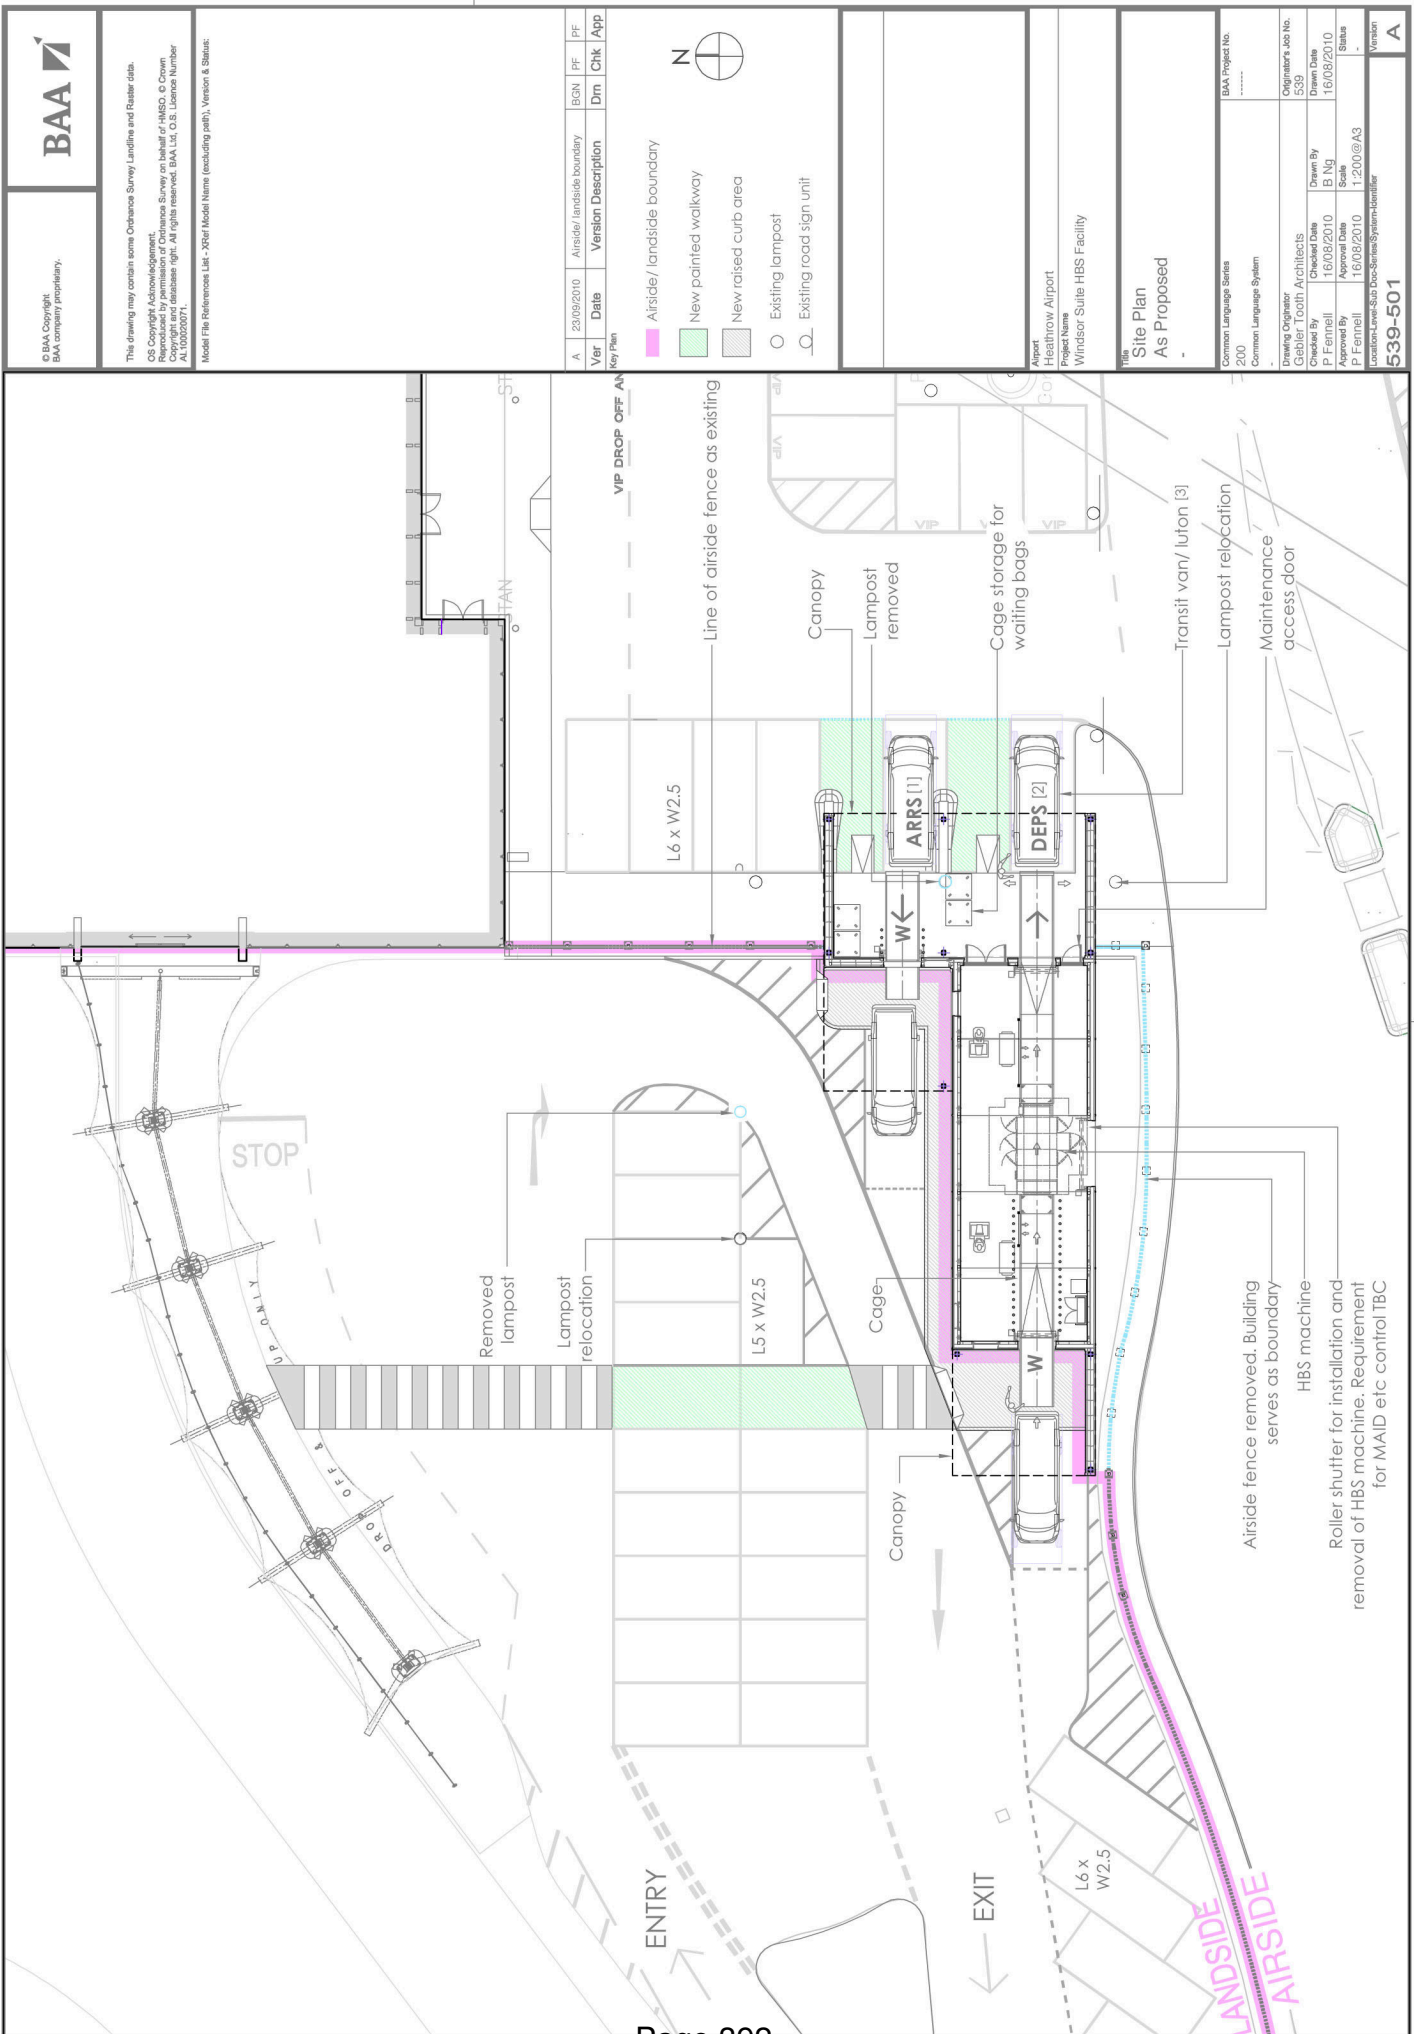 © BAA Copyright
BAA company proprietary.
BAA
This drawing may contain some Ordnance Survey Landline and Raster data.
OS Copyright Acknowledgement.
Reproduced by permission of Ordnance Survey on behalf of HMSO. © Crown
Copyright and database right. All rights reserved. BAA Ltd, O.S. Licence Number
AL100020071.
Model File References List - XRef Model Name (excluding path), Version & Status:
A 23/09/2010 Airside/ landside boundary BGN PF PF
Ver Date Version Description Drn Chk App
Key Plan
N
Airside/ landside boundary
New painted walkway
New raised curb area
Existing lampost
Existing road sign unit
Airport
Heathrow Airport
Project Name
Windsor Suite HBS Facility
Title
Site Plan
As Proposed
-
Common Language Series
200
BAA Project No.
------
Common Language System
-
Drawing Originator
Gebler Tooth Architects
Originator's Job No.
539
Checked By
P Fennell
Checked Date
16/08/2010
Drawn By
B Ng
Drawn Date
16/08/2010
Approved By
P Fennell
Approval Date
16/08/2010
Scale
1:200@A3
Status
-
Location-Level-Sub Doc-Series/System-Identifier
539-501
Version
A
STAN
ST
VIP DROP OFF AN
Line of airside fence as existing
VIP
VIP
VIP
VIP
Canopy
Lampost
removed
Cage storage for
waiting bags
Transit van/ luton [3]
Lampost relocation
Maintenance
access door
L6 x W2.5
ARRS [1]
DEPS [2]
W
STOP
DROP OFF &
UP ONLY
Removed
lampost
Lampost
relocation
L5 x W2.5
Cage
W
Canopy
Airside fence removed. Building
serves as boundary
HBS machine
Roller shutter for installation and
removal of HBS machine. Requirement
for MAID etc control TBC
ENTRY
EXIT
L6 x
W2.5
LANDSIDE
AIRSIDE